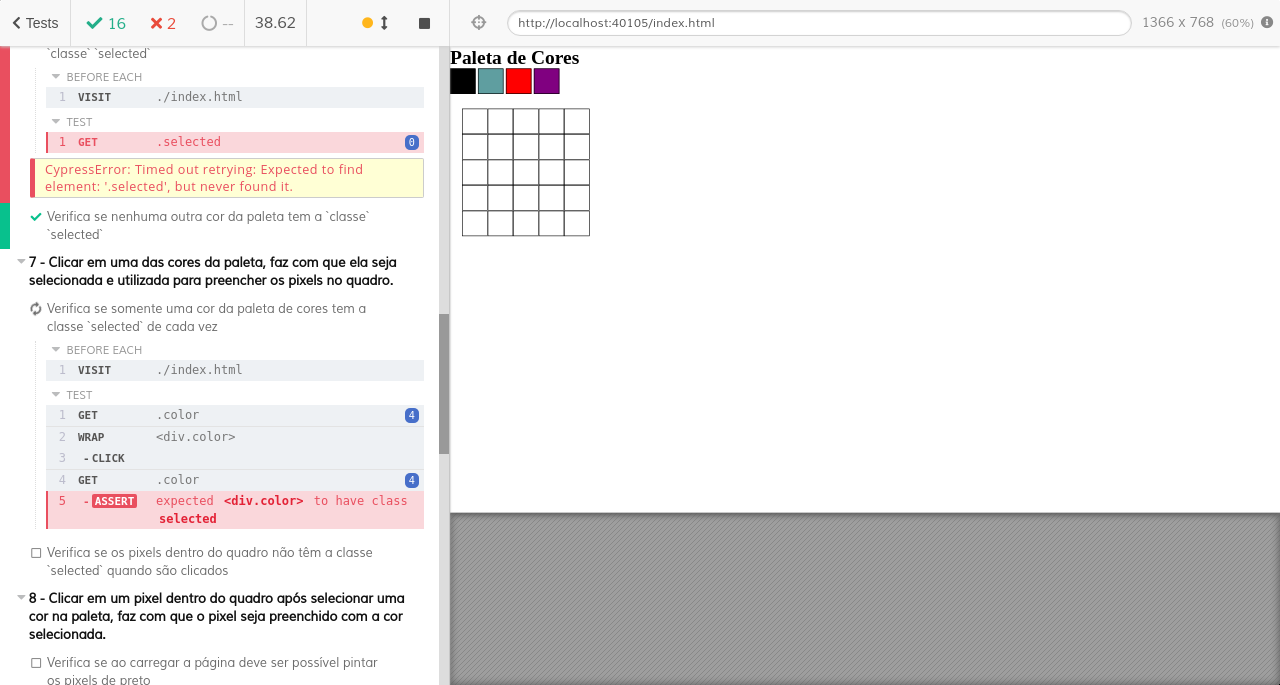 Tests 16 2 -- 38.62
http://localhost:40105/index.html 1366 x 768 (60%)
`classe` `selected`
BEFORE EACH
1 VISIT ./index.html
TEST
1 GET .selected 0
CypressError: Timed out retrying: Expected to find
element: '.selected', but never found it.
Verifica se nenhuma outra cor da paleta tem a `classe`
`selected`
7 - Clicar em uma das cores da paleta, faz com que ela seja
selecionada e utilizada para preencher os pixels no quadro.
Verifica se somente uma cor da paleta de cores tem a
classe `selected` de cada vez
BEFORE EACH
1 VISIT ./index.html
TEST
1 GET .color 4
2 WRAP <div.color>
3 - CLICK
4 GET .color 4
5 - ASSERT expected <div.color> to have class
selected
Verifica se os pixels dentro do quadro não têm a classe
`selected` quando são clicados
8 - Clicar em um pixel dentro do quadro após selecionar uma
cor na paleta, faz com que o pixel seja preenchido com a cor
selecionada.
Verifica se ao carregar a página deve ser possível pintar
os pixels de preto
Paleta de Cores